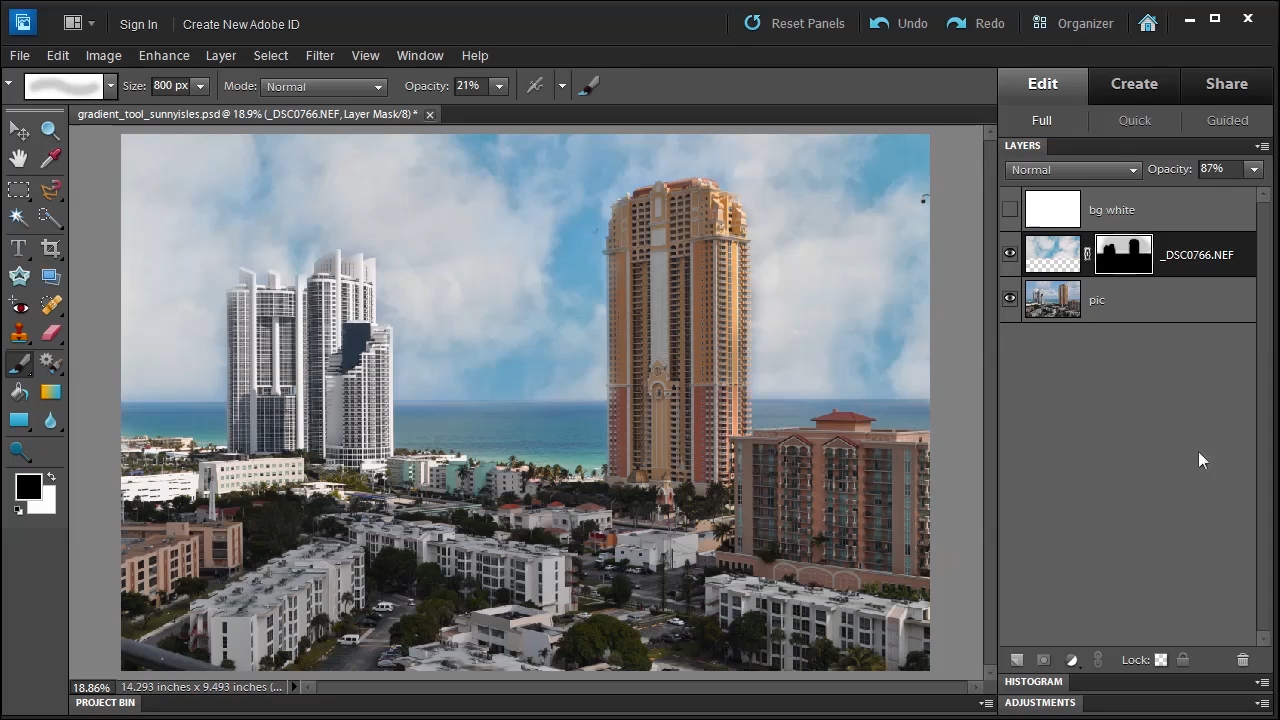 Sign In Create New Adobe ID Reset Panels Undo Redo Organizer
File Edit Image Enhance Layer Select Filter View Window Help
Size: 800 px Mode: Normal Opacity: 21%
Edit Create Share
gradient_tool_sunnyisles.psd @ 18.9% (_DSC0766.NEF, Layer Mask/8) *
Full Quick Guided
LAYERS
Normal Opacity: 87%
bg white
_DSC0766.NEF
pic
Lock:
18.86% 14.293 inches x 9.493 inches (...
HISTOGRAM
PROJECT BIN
ADJUSTMENTS